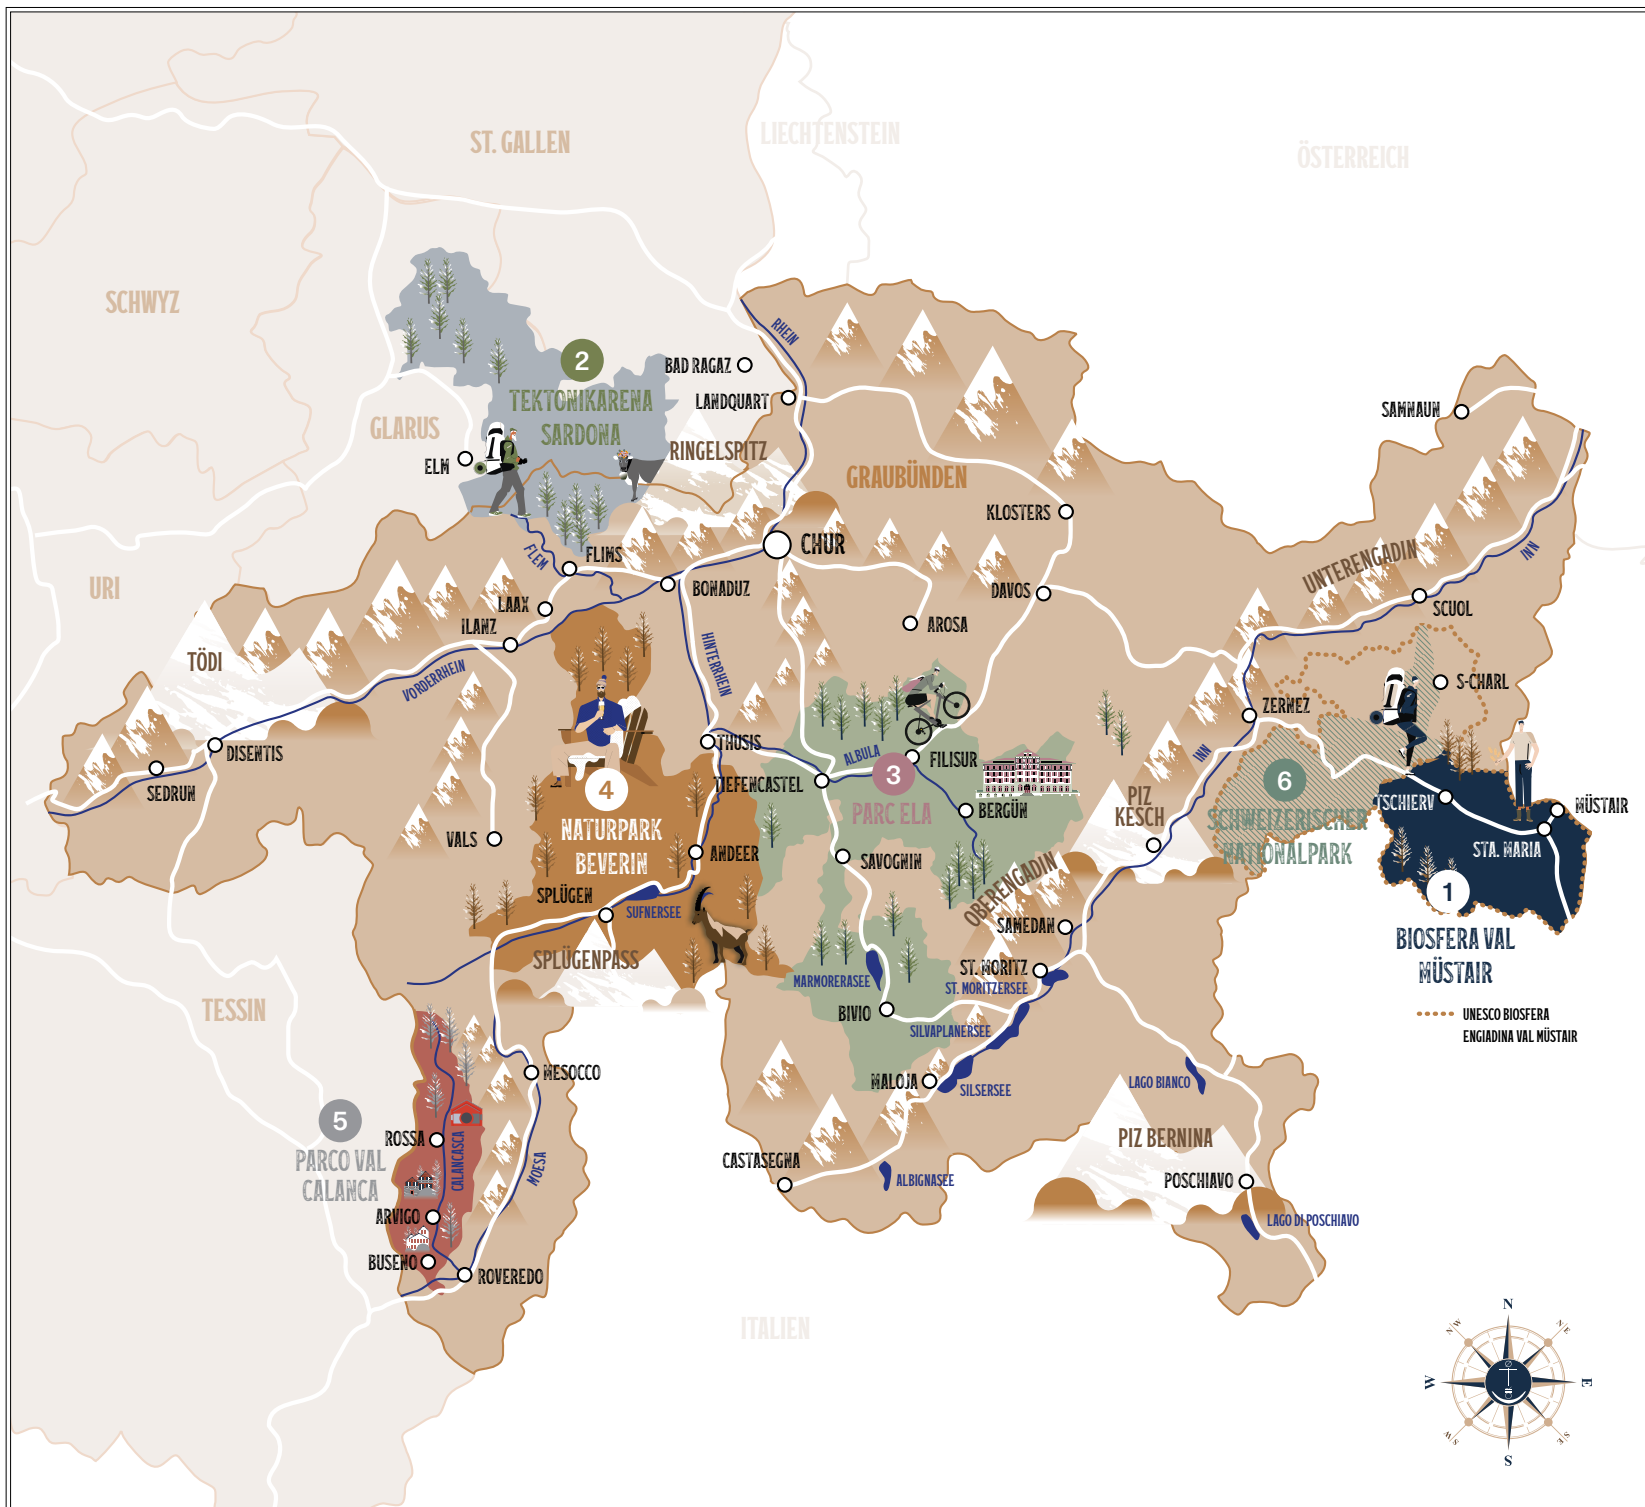 ST. GALLEN
LIECHTENSTEIN
ÖSTERREICH
SCHWYZ
RHEIN
2
BAD RAGAZ
TEKTONIKARENA
SARDONA
LANDQUART
SAMNAUN
GLARUS
ELM
RINGELSPITZ
GRAUBÜNDEN
KLOSTERS
CHUR
FLEM
FLIMS
UNTERENGADIN
INN
URI
BONADUZ
DAVOS
LAAX
SCUOL
ILANZ
AROSA
TÖDI
VORDERRHEIN
HINTERRHEIN
S-CHARL
ZERNEZ
DISENTIS
THUSIS
ALBULA
FILISUR
INN
SEDRUN
TIEFENCASTEL
3
PARC ELA
BERGÜN
4
NATURPARK
BEVERIN
PIZ
KESCH
6
SCHWEIZERISCHER
NATIONALPARK
TSCHIERV
MÜSTAIR
STA. MARIA
VALS
ANDEER
SAVOGNIN
1
BIOSFERA VAL
MÜSTAIR
SPLÜGEN
SUFNERSEE
OBERENGADIN
SAMEDAN
SPLÜGENPASS
ST. MORITZ
ST. MORITZERSEE
MARMORERASEE
TESSIN
BIVIO
SILVAPLANERSEE
UNESCO BIOSFERA
ENGIADINA VAL MÜSTAIR
MESOCCO
MALOJA
SILSERSEE
LAGO BIANCO
5
PARCO VAL
CALANCA
ROSSA
CALANCASCA
MOESA
PIZ BERNINA
CASTASEGNA
ALBIGNASEE
POSCHIAVO
ARVIGO
LAGO DI POSCHIAVO
BUSENO
ROVEREDO
ITALIEN
N
N/W
N/E
W
E
W/S
S/E
S